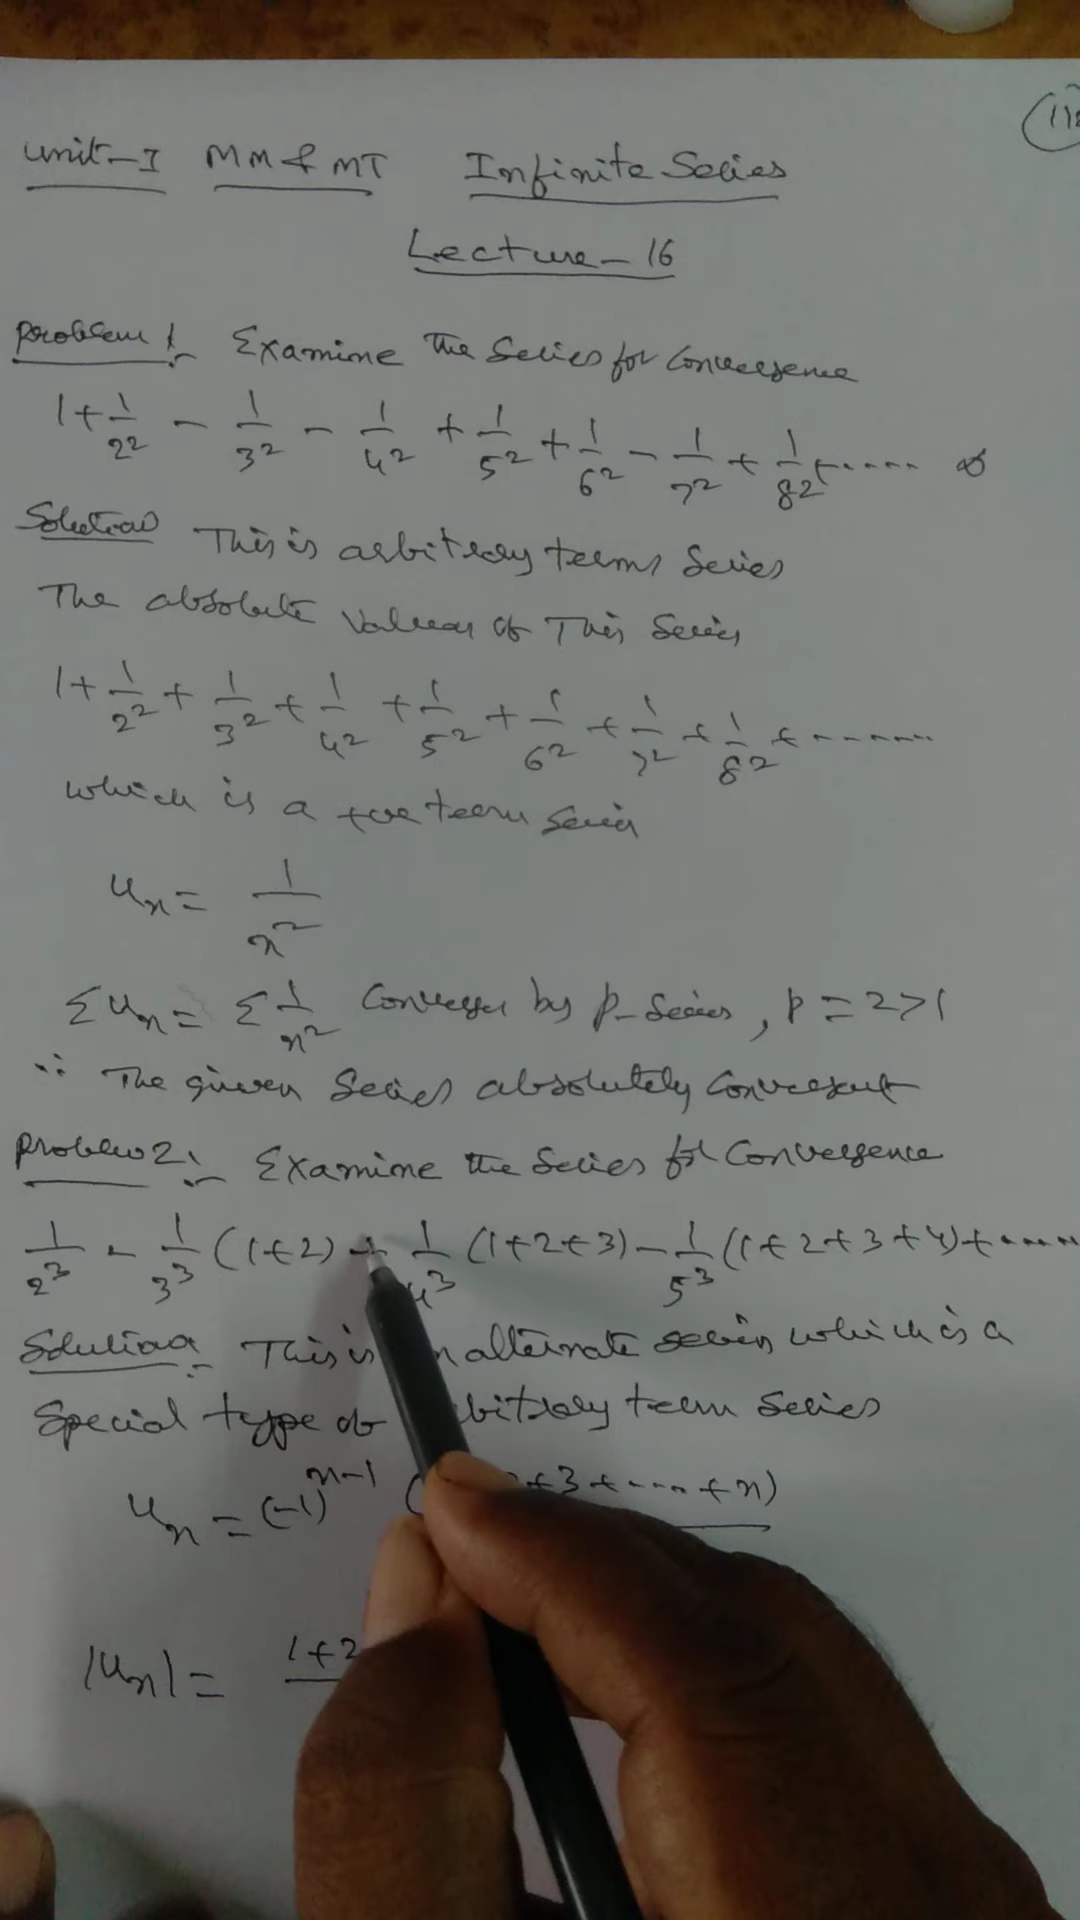 Unit-I MM & MT Infinite Series
Lecture-16
Problem 1:- Examine the Series for Convergence
1 + 1/2² - 1/3² - 1/4² + 1/5² + 1/6² - 1/7² + 1/8² + ..... ∞
Solution This is arbitrary terms Series
The absolute Values of This Series
1 + 1/2² + 1/3² + 1/4² + 1/5² + 1/6² + 1/7² + 1/8² + ......
which is a +ve term Series
uₙ = 1/n²
Σuₙ = Σ 1/n² Converges by p-Series, p = 2 > 1
∴ The given Series absolutely Convergent
Problem 2:- Examine the Series for Convergence
1/2³ - 1/3³ (1+2) + 1/4³ (1+2+3) - 1/5³ (1+2+3+4) + .....
Solution:- This is alternate series which is a
Special type of term Series
uₙ = (-1)ⁿ⁻¹ ( +3+....+n)
|uₙ| = 1+2